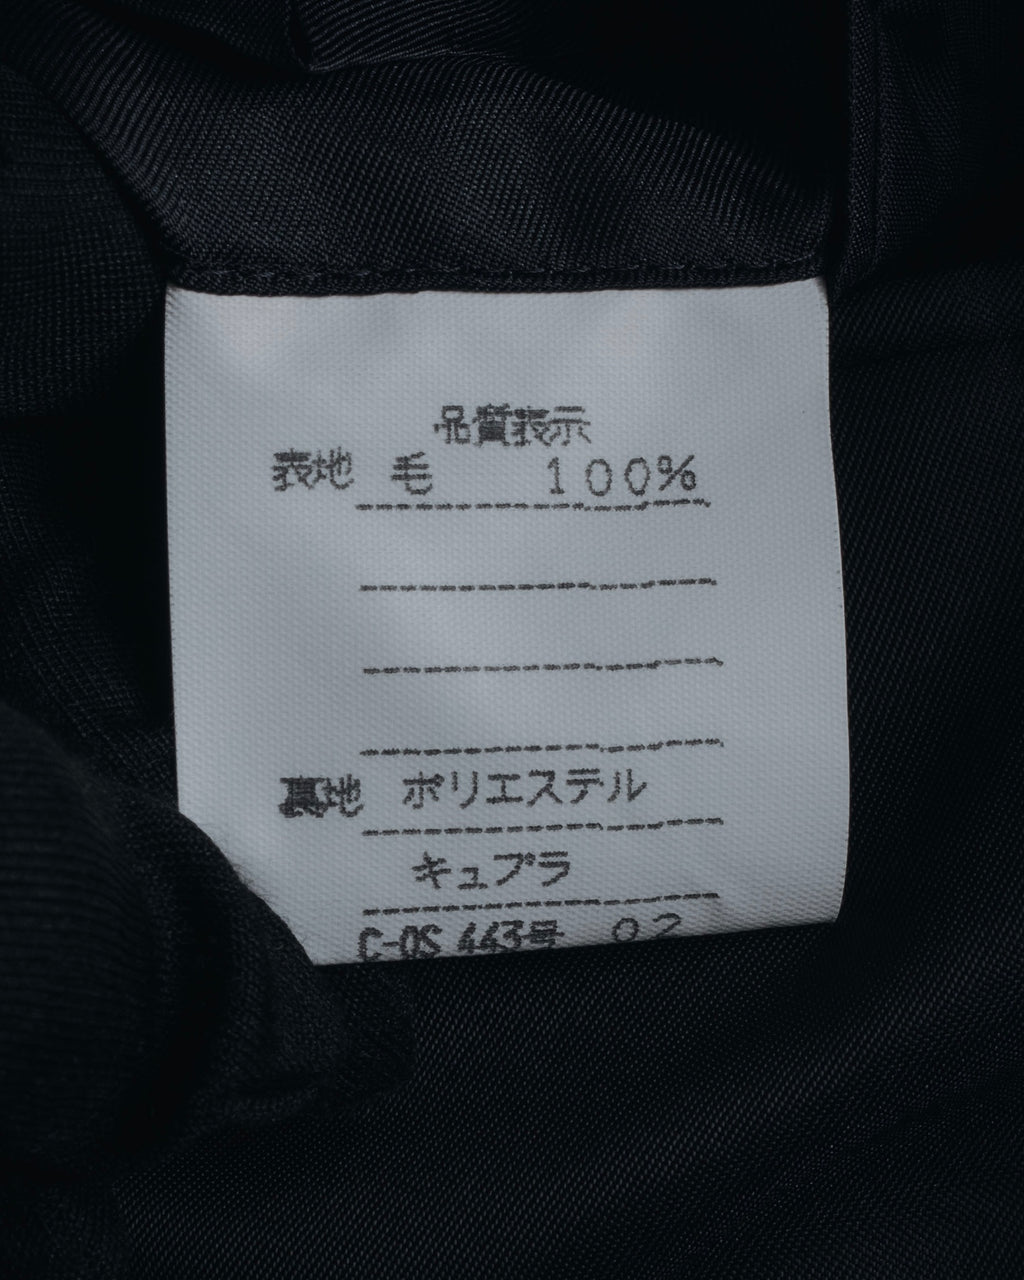 品質表示
表地 毛 100%
裏地 ポリエステル
キュプラ
C-QS 443号 02